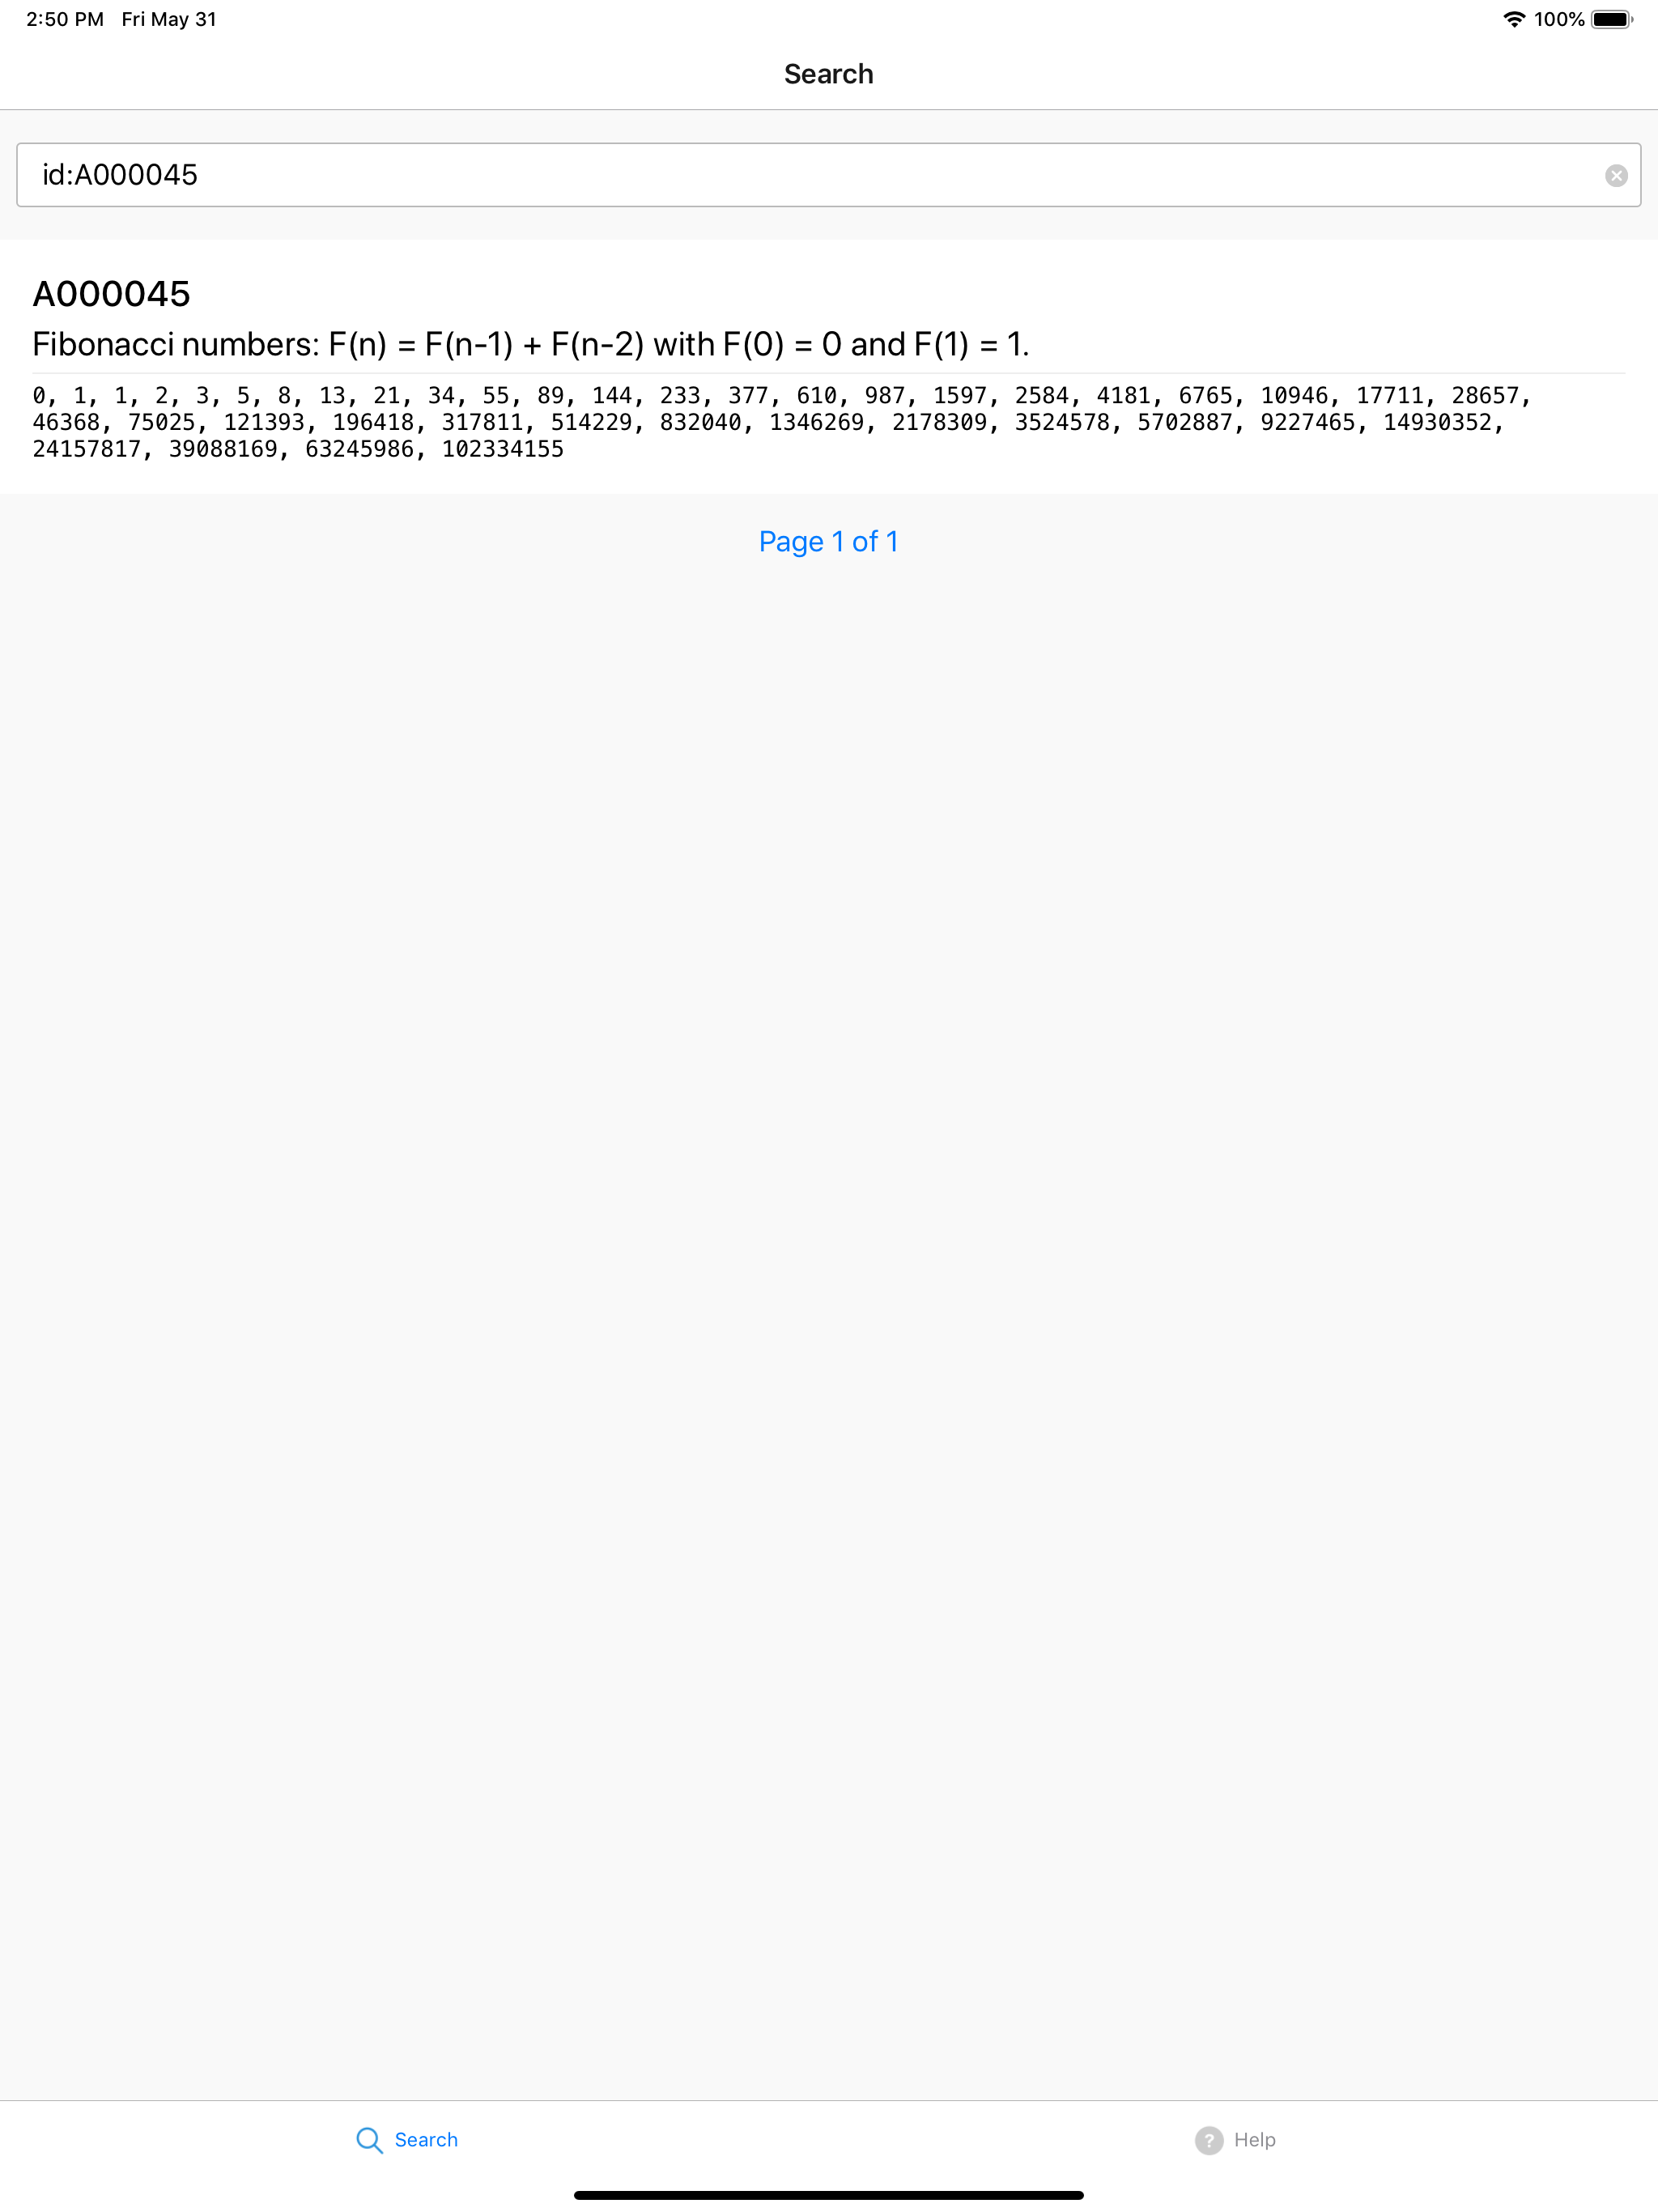 2:50 PM Fri May 31 100%
Search
id:A000045
A000045
Fibonacci numbers: F(n) = F(n-1) + F(n-2) with F(0) = 0 and F(1) = 1.
0, 1, 1, 2, 3, 5, 8, 13, 21, 34, 55, 89, 144, 233, 377, 610, 987, 1597, 2584, 4181, 6765, 10946, 17711, 28657,
46368, 75025, 121393, 196418, 317811, 514229, 832040, 1346269, 2178309, 3524578, 5702887, 9227465, 14930352,
24157817, 39088169, 63245986, 102334155
Page 1 of 1
Search ? Help